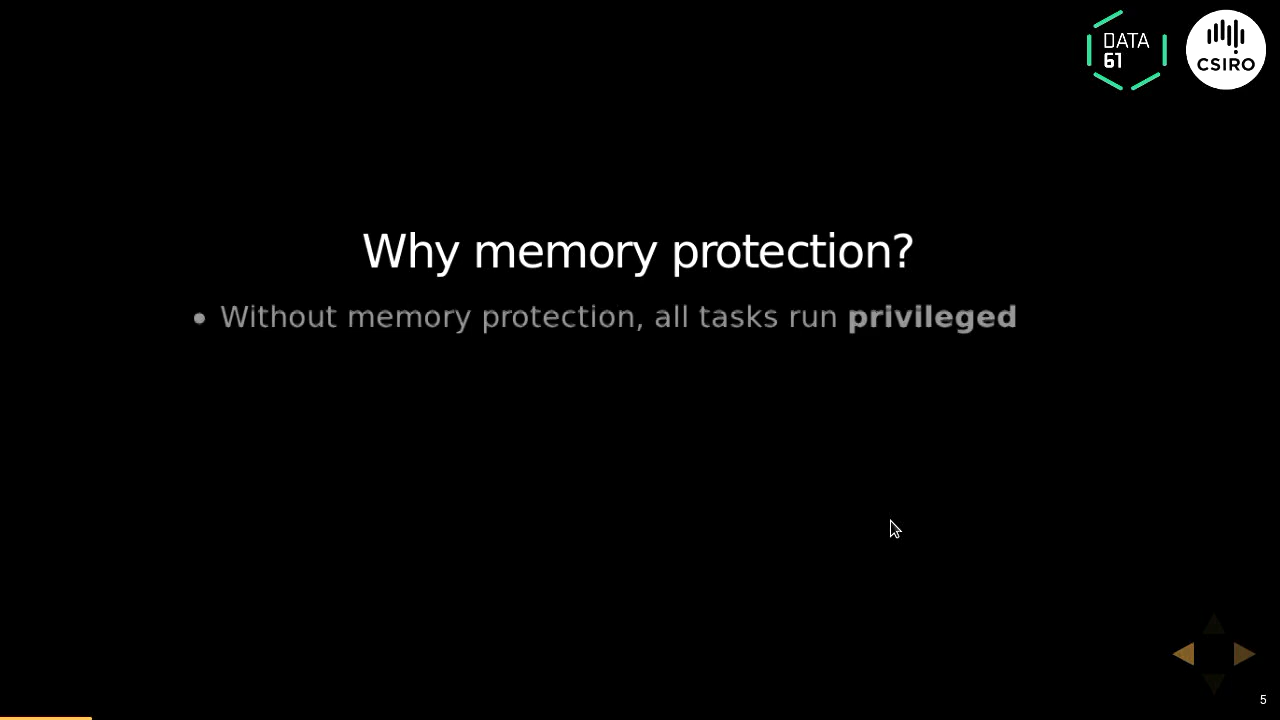 DATA
61
CSIRO
Why memory protection?
• Without memory protection, all tasks run privileged
5